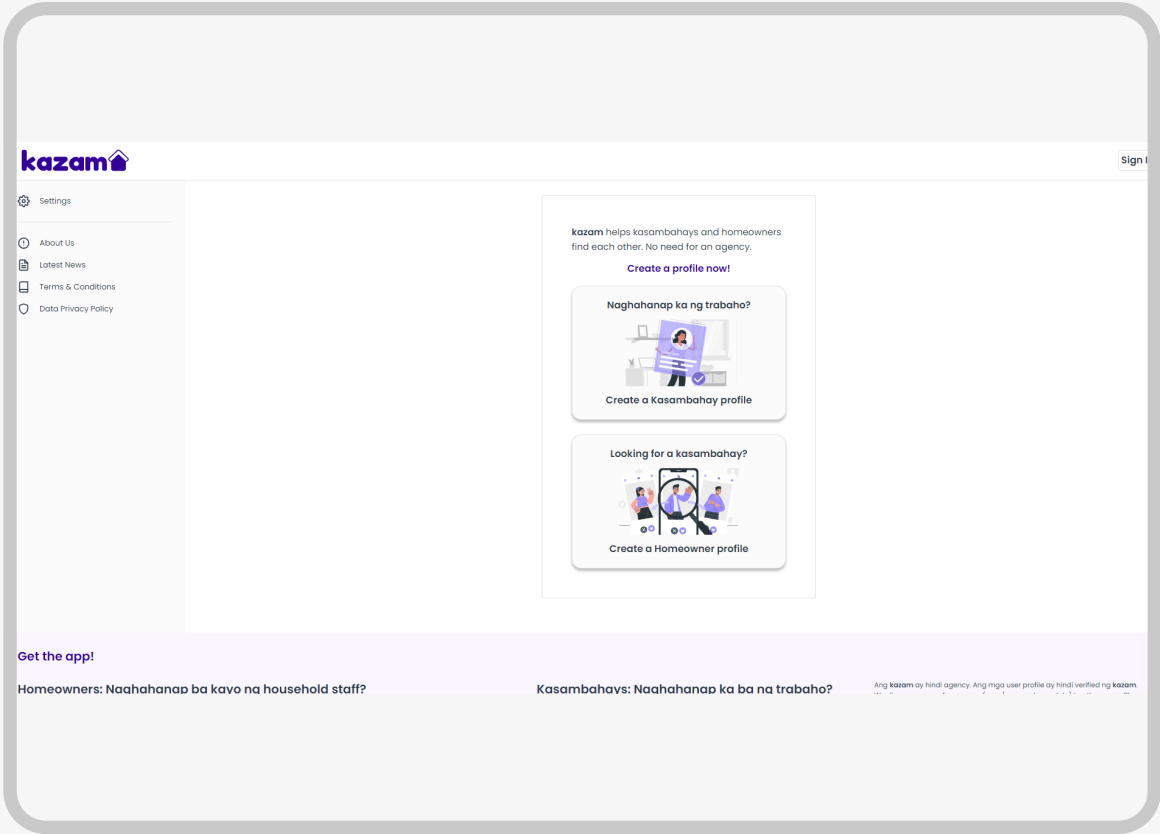 kazam
Sign
Settings
About Us
Latest News
Terms & Conditions
Data Privacy Policy
kazam helps kasambahays and homeowners
find each other. No need for an agency.
Create a profile now!
Naghahanap ka ng trabaho?
Create a Kasambahay profile
Looking for a kasambahay?
Create a Homeowner profile
Get the app!
Homeowners: Naghahanap ba kayo ng household staff?
Kasambahays: Naghahanap ka ba ng trabaho?
Ang kazam ay hindi agency. Ang mga user profile ay hindi verified ng kazam.